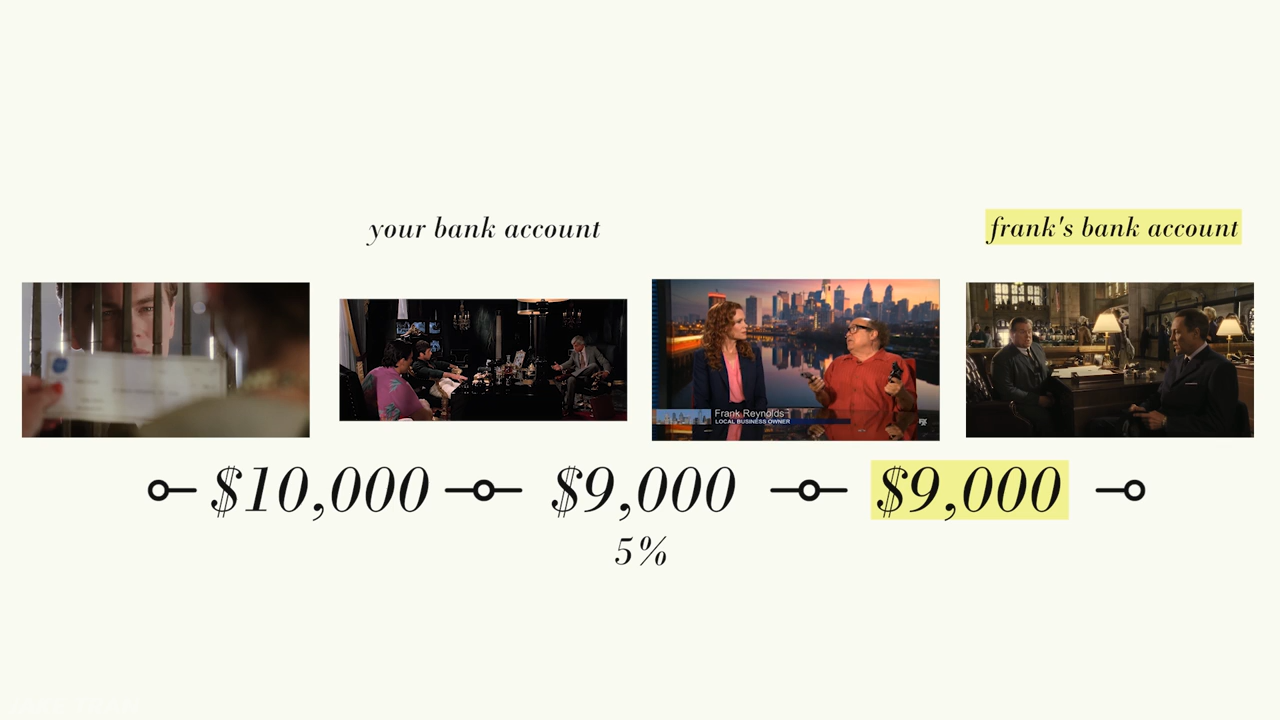 your bank account
frank's bank account
Frank Reynolds
LOCAL BUSINESS OWNER
$10,000
$9,000
$9,000
5%